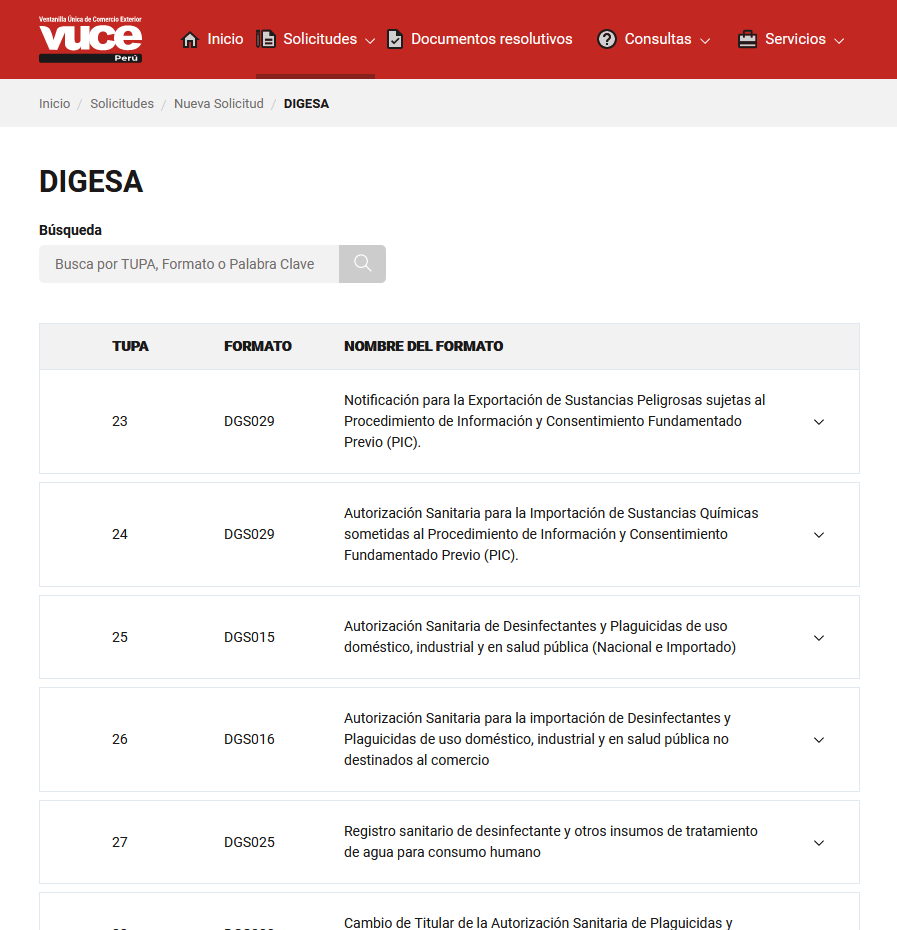 Ventanilla Única de Comercio Exterior
vuce
Perú
Inicio
Solicitudes
Documentos resolutivos
Consultas
Servicios
Inicio / Solicitudes / Nueva Solicitud / DIGESA
DIGESA
Búsqueda
Busca por TUPA, Formato o Palabra Clave
TUPA FORMATO NOMBRE DEL FORMATO
Notificación para la Exportación de Sustancias Peligrosas sujetas al
23 DGS029 Procedimiento de Información y Consentimiento Fundamentado
Previo (PIC).
Autorización Sanitaria para la Importación de Sustancias Químicas
24 DGS029 sometidas al Procedimiento de Información y Consentimiento
Fundamentado Previo (PIC).
25 DGS015 Autorización Sanitaria de Desinfectantes y Plaguicidas de uso
doméstico, industrial y en salud pública (Nacional e Importado)
Autorización Sanitaria para la importación de Desinfectantes y
26 DGS016 Plaguicidas de uso doméstico, industrial y en salud pública no
destinados al comercio
27 DGS025 Registro sanitario de desinfectante y otros insumos de tratamiento
de agua para consumo humano
Cambio de Titular de la Autorización Sanitaria de Plaguicidas y